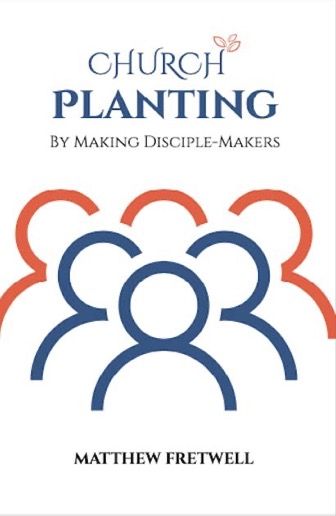 CHURCH
PLANTING
By Making Disciple-Makers
MATTHEW FRETWELL